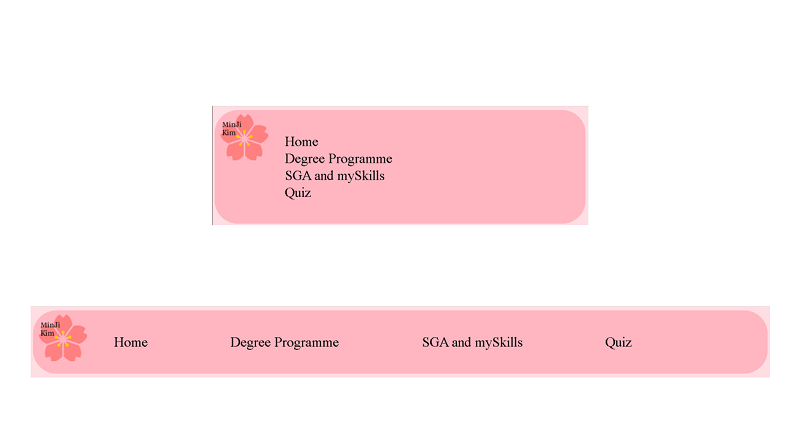 MinJi
Kim
Home
Degree Programme
SGA and mySkills
Quiz
MinJi
Kim
Home Degree Programme SGA and mySkills Quiz